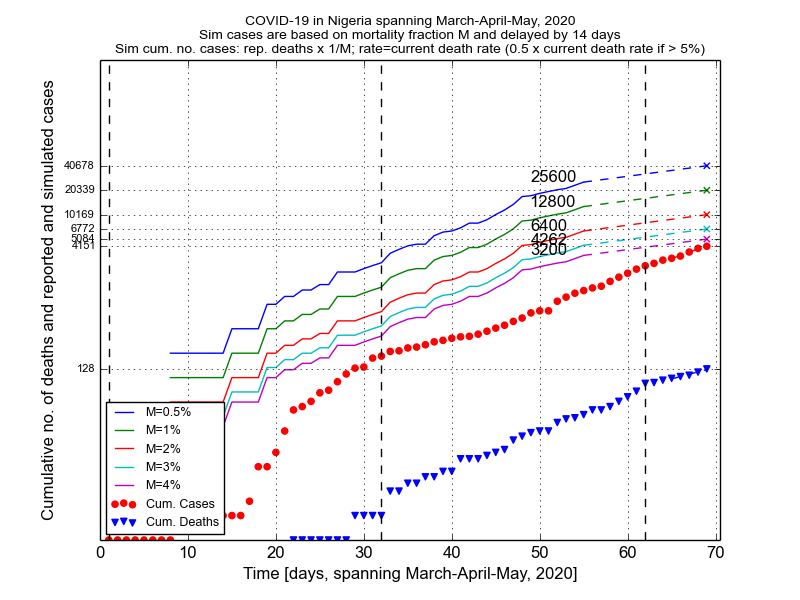 COVID-19 in Nigeria spanning March-April-May, 2020
Sim cases are based on mortality fraction M and delayed by 14 days
Sim cum. no. cases: rep. deaths x 1/M; rate=current death rate (0.5 x current death rate if > 5%)
Cumulative no. of deaths and reported and simulated cases
40678
20339
10169
6772
5084
4151
128
25600
12800
6400
4262
3200
M=0.5%
M=1%
M=2%
M=3%
M=4%
Cum. Cases
Cum. Deaths
0 10 20 30 40 50 60 70
Time [days, spanning March-April-May, 2020]